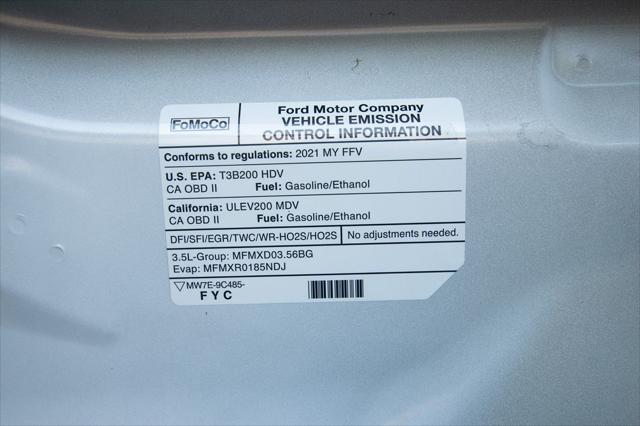 FoMoCo
Ford Motor Company
VEHICLE EMISSION
CONTROL INFORMATION
Conforms to regulations: 2021 MY FFV
U.S. EPA: T3B200 HDV
CA OBD II Fuel: Gasoline/Ethanol
California: ULEV200 MDV
CA OBD II Fuel: Gasoline/Ethanol
DFI/SFI/EGR/TWC/WR-HO2S/HO2S No adjustments needed.
3.5L-Group: MFMXD03.56BG
Evap: MFMXR0185NDJ
MW7E-9C485-
FYC